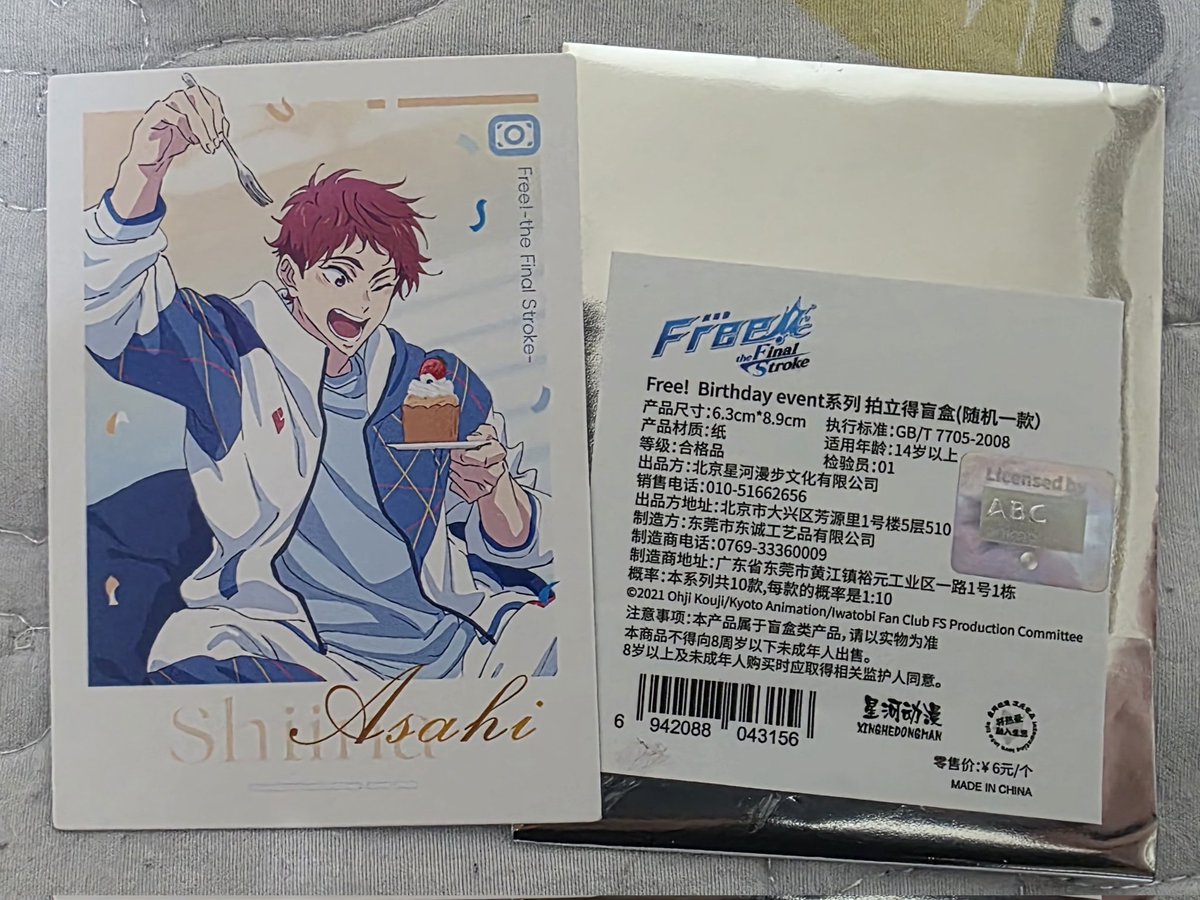 Free!-the Final Stroke-
Shiina
Asahi
Free!
the Final
Stroke
Free! Birthday event系列 拍立得盲盒(随机一款)
产品尺寸:6.3cm*8.9cm 执行标准:GB/T 7705-2008
产品材质:纸 适用年龄:14岁以上
等级:合格品 检验员:01
出品方:北京星河漫步文化有限公司
销售电话:010-51662656
出品方地址:北京市大兴区芳源里1号楼5层510
制造方:东莞市东诚工艺品有限公司
制造商电话:0769-33360009
制造商地址:广东省东莞市黄江镇裕元工业区一路1号1栋
概率:本系列共10款,每款的概率是1:10
©2021 Ohji Kouji/Kyoto Animation/Iwatobi Fan Club FS Production Committee
注意事项:本产品属于盲盒类产品,请以实物为准
本商品不得向8周岁以下未成年人出售。
8岁以上及未成年人购买时应取得相关监护人同意。
Licensed by
ABC
6 942088 043156
星河动漫
XINGHEDONGMAN
零售价:¥6元/个
MADE IN CHINA